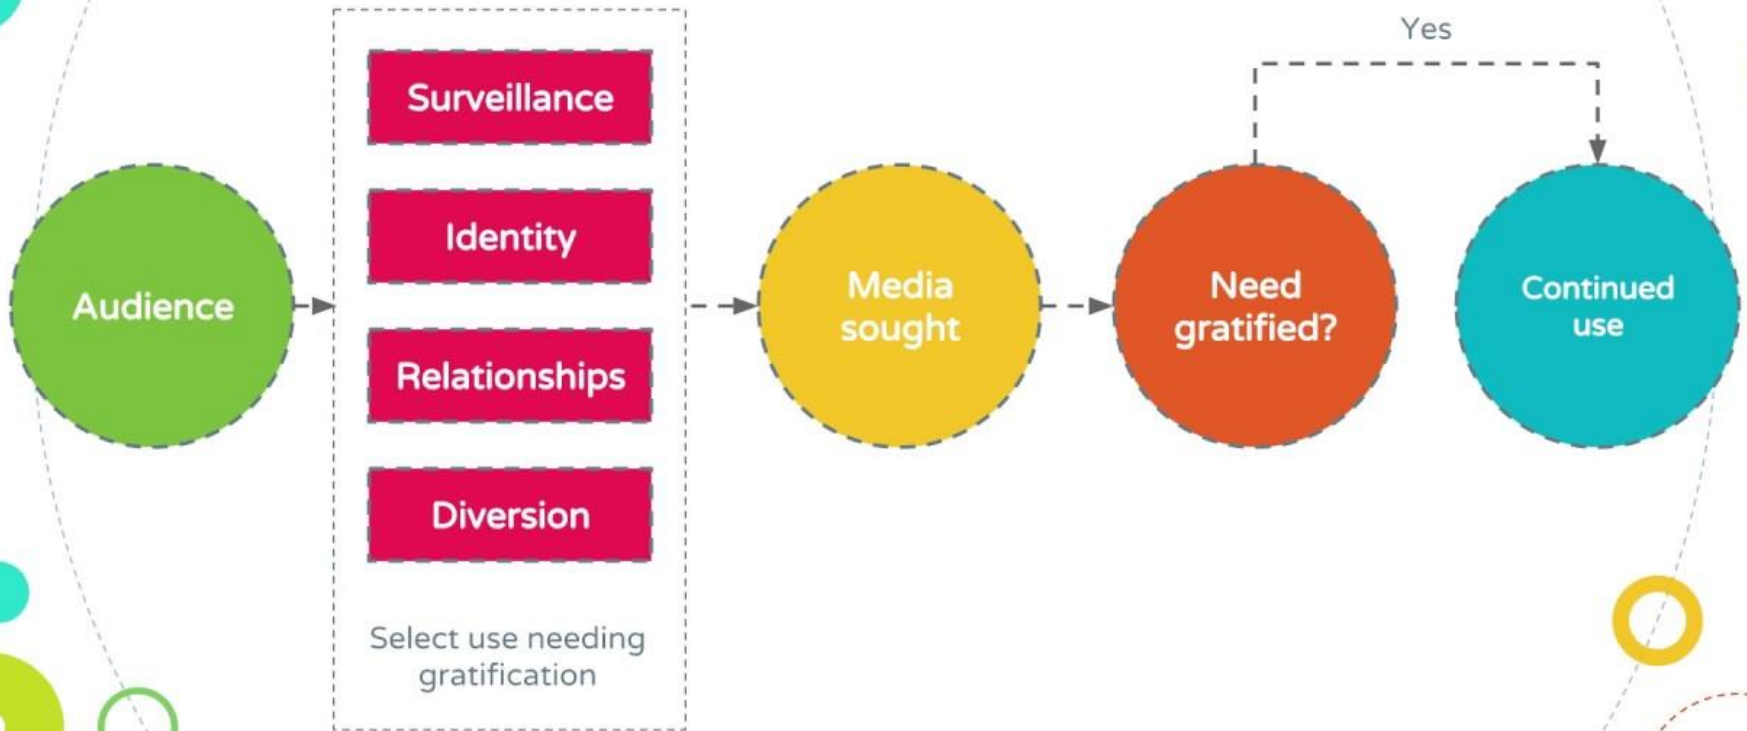 Audience
Surveillance
Identity
Relationships
Diversion
Select use needing
gratification
Media
sought
Need
gratified?
Yes
Continued
use